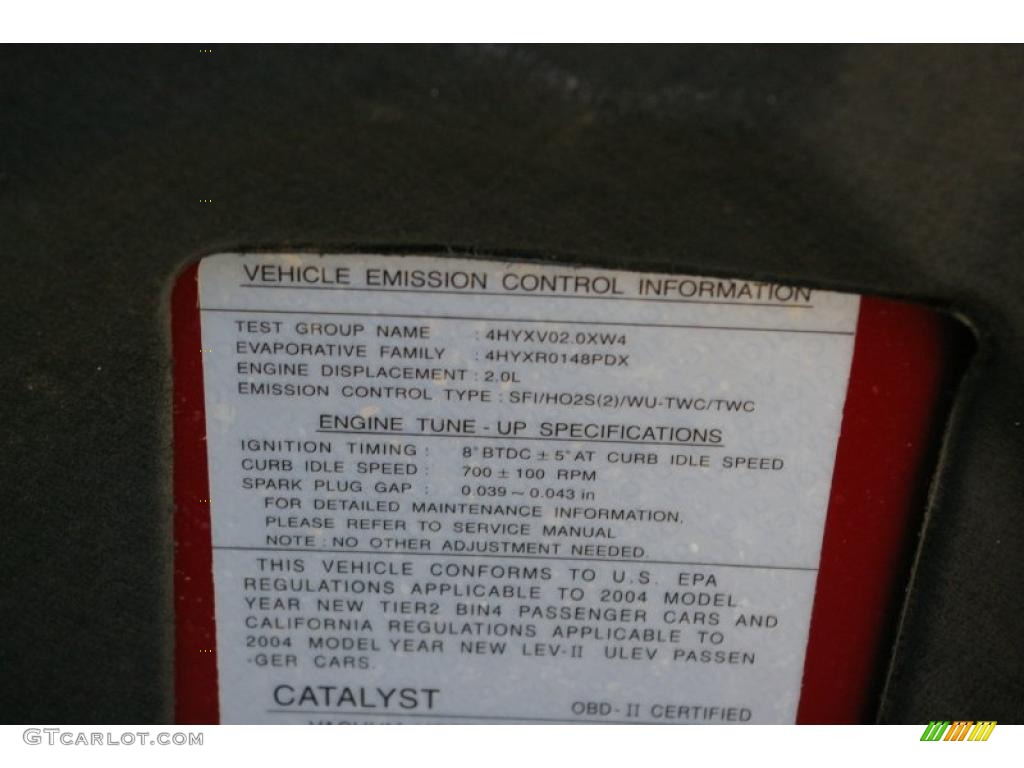 VEHICLE EMISSION CONTROL INFORMATION
TEST GROUP NAME : 4HYXV02.0XW4
EVAPORATIVE FAMILY : 4HYXR0148PDX
ENGINE DISPLACEMENT : 2.0L
EMISSION CONTROL TYPE : SFI/HO2S(2)/WU-TWC/TWC
ENGINE TUNE - UP SPECIFICATIONS
IGNITION TIMING : 8° BTDC ± 5° AT CURB IDLE SPEED
CURB IDLE SPEED : 700 ± 100 RPM
SPARK PLUG GAP : 0.039 ~ 0.043 in
FOR DETAILED MAINTENANCE INFORMATION,
PLEASE REFER TO SERVICE MANUAL
NOTE : NO OTHER ADJUSTMENT NEEDED.
THIS VEHICLE CONFORMS TO U.S. EPA
REGULATIONS APPLICABLE TO 2004 MODEL
YEAR NEW TIER2 BIN4 PASSENGER CARS AND
CALIFORNIA REGULATIONS APPLICABLE TO
2004 MODEL YEAR NEW LEV-II ULEV PASSEN
-GER CARS.
CATALYST OBD-II CERTIFIED
GTCARLOT.COM